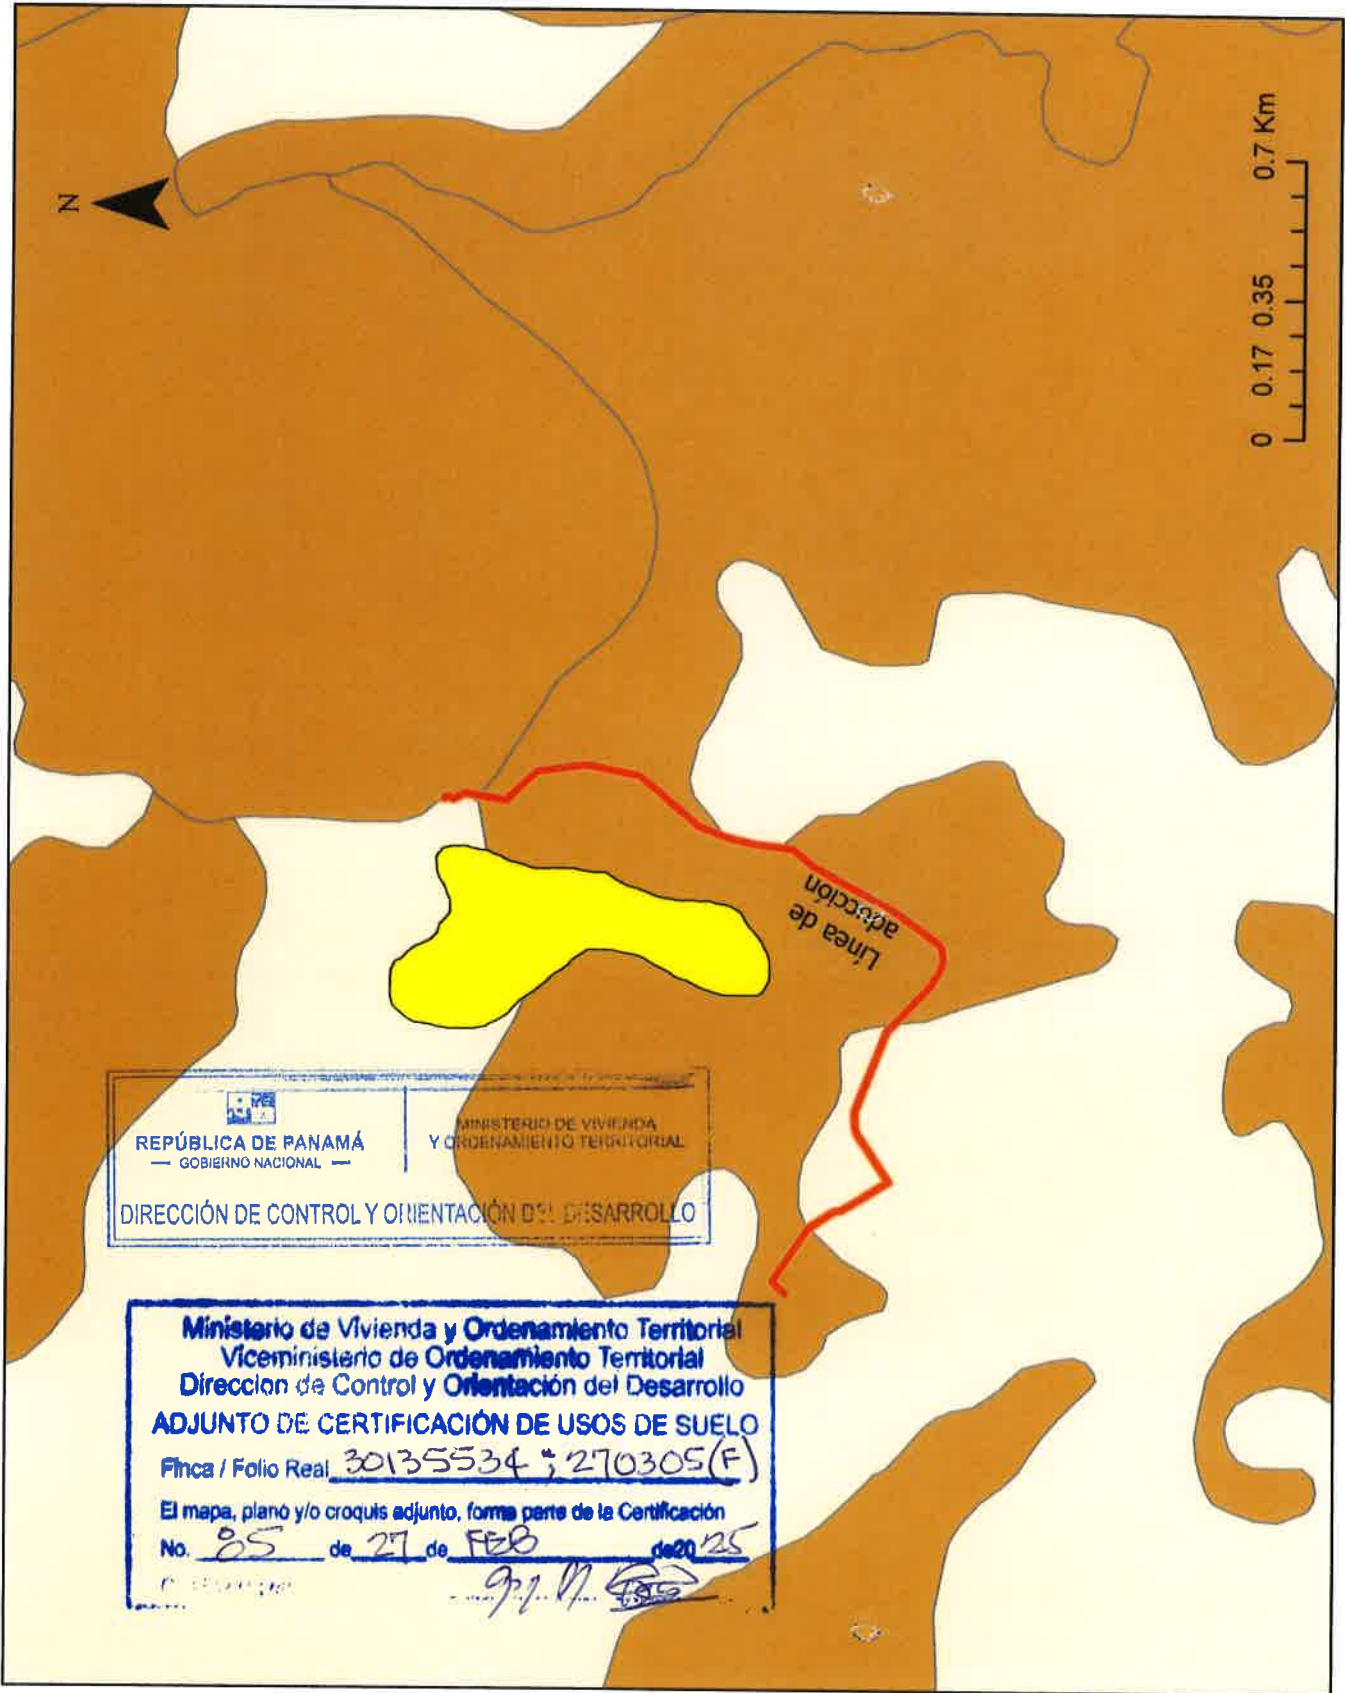 N
0.7 Km
0 0.17 0.35
Línea de
aducción
REPÚBLICA DE PANAMÁ
— GOBIERNO NACIONAL —
MINISTERIO DE VIVIENDA
Y ORDENAMIENTO TERRITORIAL
DIRECCIÓN DE CONTROL Y ORIENTACIÓN DEL DESARROLLO
Ministerio de Vivienda y Ordenamiento Territorial
Viceministerio de Ordenamiento Territorial
Direccion de Control y Orientación del Desarrollo
ADJUNTO DE CERTIFICACIÓN DE USOS DE SUELO
Finca / Folio Real 30135534 ; 270305(F)
El mapa, plano y/o croquis adjunto, forma parte de la Certificación
No. 85 de 27 de FEB de2025